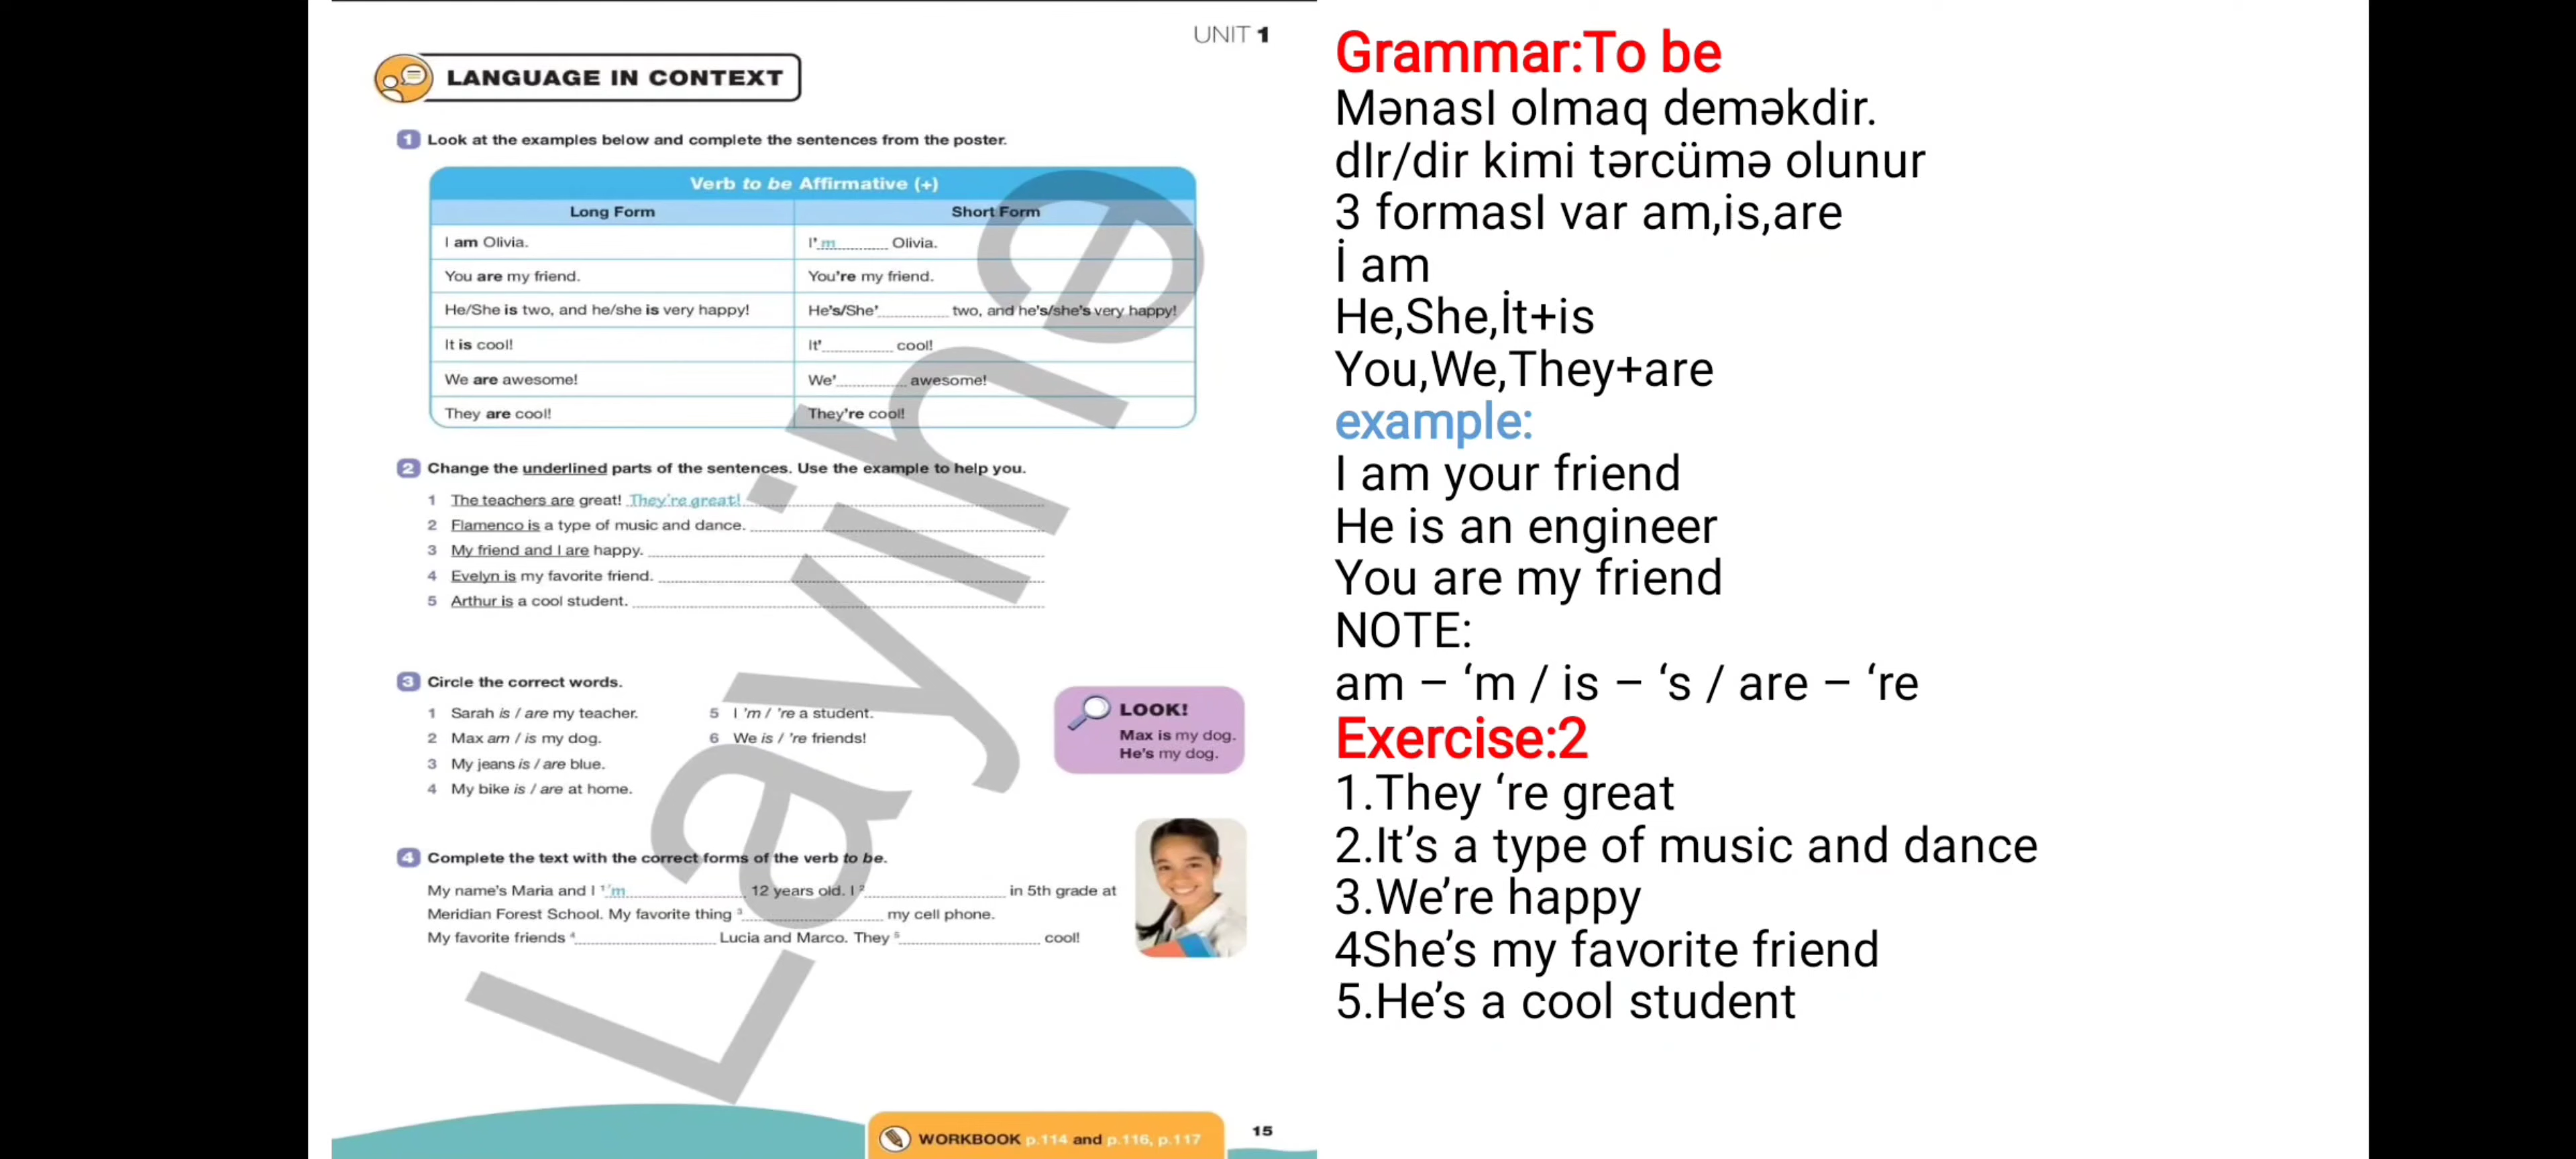 UNIT 1
LANGUAGE IN CONTEXT
1 Look at the examples below and complete the sentences from the poster.
Verb to be Affirmative (+)
Long Form Short Form
I am Olivia. I'm Olivia.
You are my friend. You're my friend.
He/She is two, and he/she is very happy! He's/She' two, and he's/she's very happy!
It is cool! It' cool!
We are awesome! We' awesome!
They are cool! They're cool!
2 Change the underlined parts of the sentences. Use the example to help you.
1 The teachers are great! They're great!
2 Flamenco is a type of music and dance.
3 My friend and I are happy.
4 Evelyn is my favorite friend.
5 Arthur is a cool student.
3 Circle the correct words.
1 Sarah is / are my teacher.
2 Max am / is my dog.
3 My jeans is / are blue.
4 My bike is / are at home.
5 I 'm / 're a student.
6 We is / 're friends!
LOOK!
Max is my dog.
He's my dog.
4 Complete the text with the correct forms of the verb to be.
My name's Maria and I 1'm 12 years old. I 2 in 5th grade at
Meridian Forest School. My favorite thing 3 my cell phone.
My favorite friends 4 Lucia and Marco. They 5 cool!
WORKBOOK p.114 and p.116, p.117
15
Layihə
Grammar:To be
MənasI olmaq deməkdir.
dIr/dir kimi tərcümə olunur
3 formasI var am,is,are
İ am
He,She,İt+is
You,We,They+are
example:
I am your friend
He is an engineer
You are my friend
NOTE:
am – ‘m / is – ‘s / are – ‘re
Exercise:2
1.They ‘re great
2.It’s a type of music and dance
3.We’re happy
4She’s my favorite friend
5.He’s a cool student